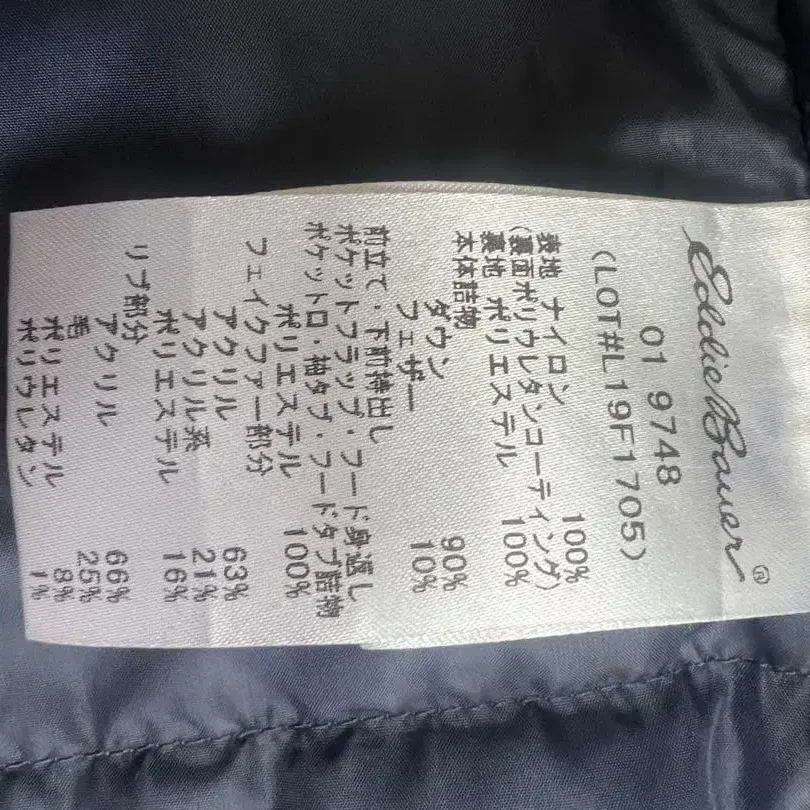 Eddie Bauer®
01 9748
(LOT#L19F1705)
表地 ナイロン 100%
(裏面ポリウレタンコーティング)
裏地 ポリエステル 100%
本体詰物
ダウン 90%
フェザー 10%
前立て・下前持出し
ポケットフラップ・フード身返し
ポケット口・袖タブ・フードタブ詰物
ポリエステル 100%
フェイクファー部分
アクリル 63%
アクリル系 21%
ポリエステル 16%
リブ部分
アクリル 66%
毛 25%
ポリエステル 8%
ポリウレタン 1%